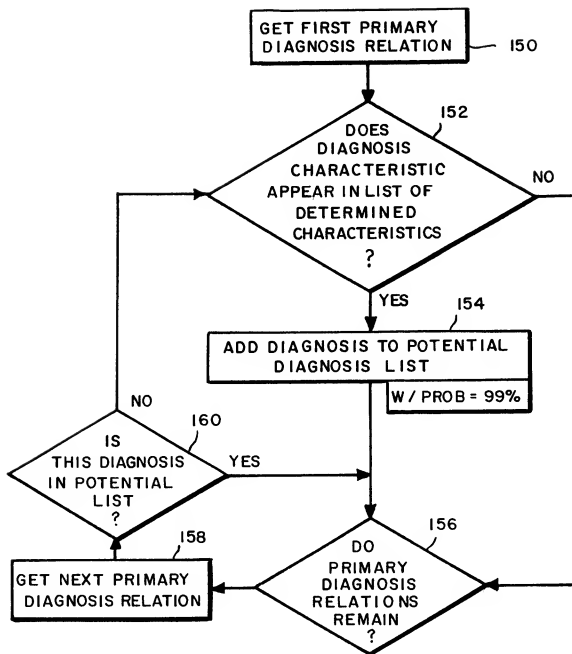 GET FIRST PRIMARY
DIAGNOSIS RELATION
150
152
DOES
DIAGNOSIS
CHARACTERISTIC
APPEAR IN LIST OF
DETERMINED
CHARACTERISTICS
?
NO
YES
154
ADD DIAGNOSIS TO POTENTIAL
DIAGNOSIS LIST
W/ PROB = 99%
NO
160
IS
THIS DIAGNOSIS
IN POTENTIAL
LIST
?
YES
156
DO
PRIMARY
DIAGNOSIS
RELATIONS
REMAIN
?
158
GET NEXT PRIMARY
DIAGNOSIS RELATION